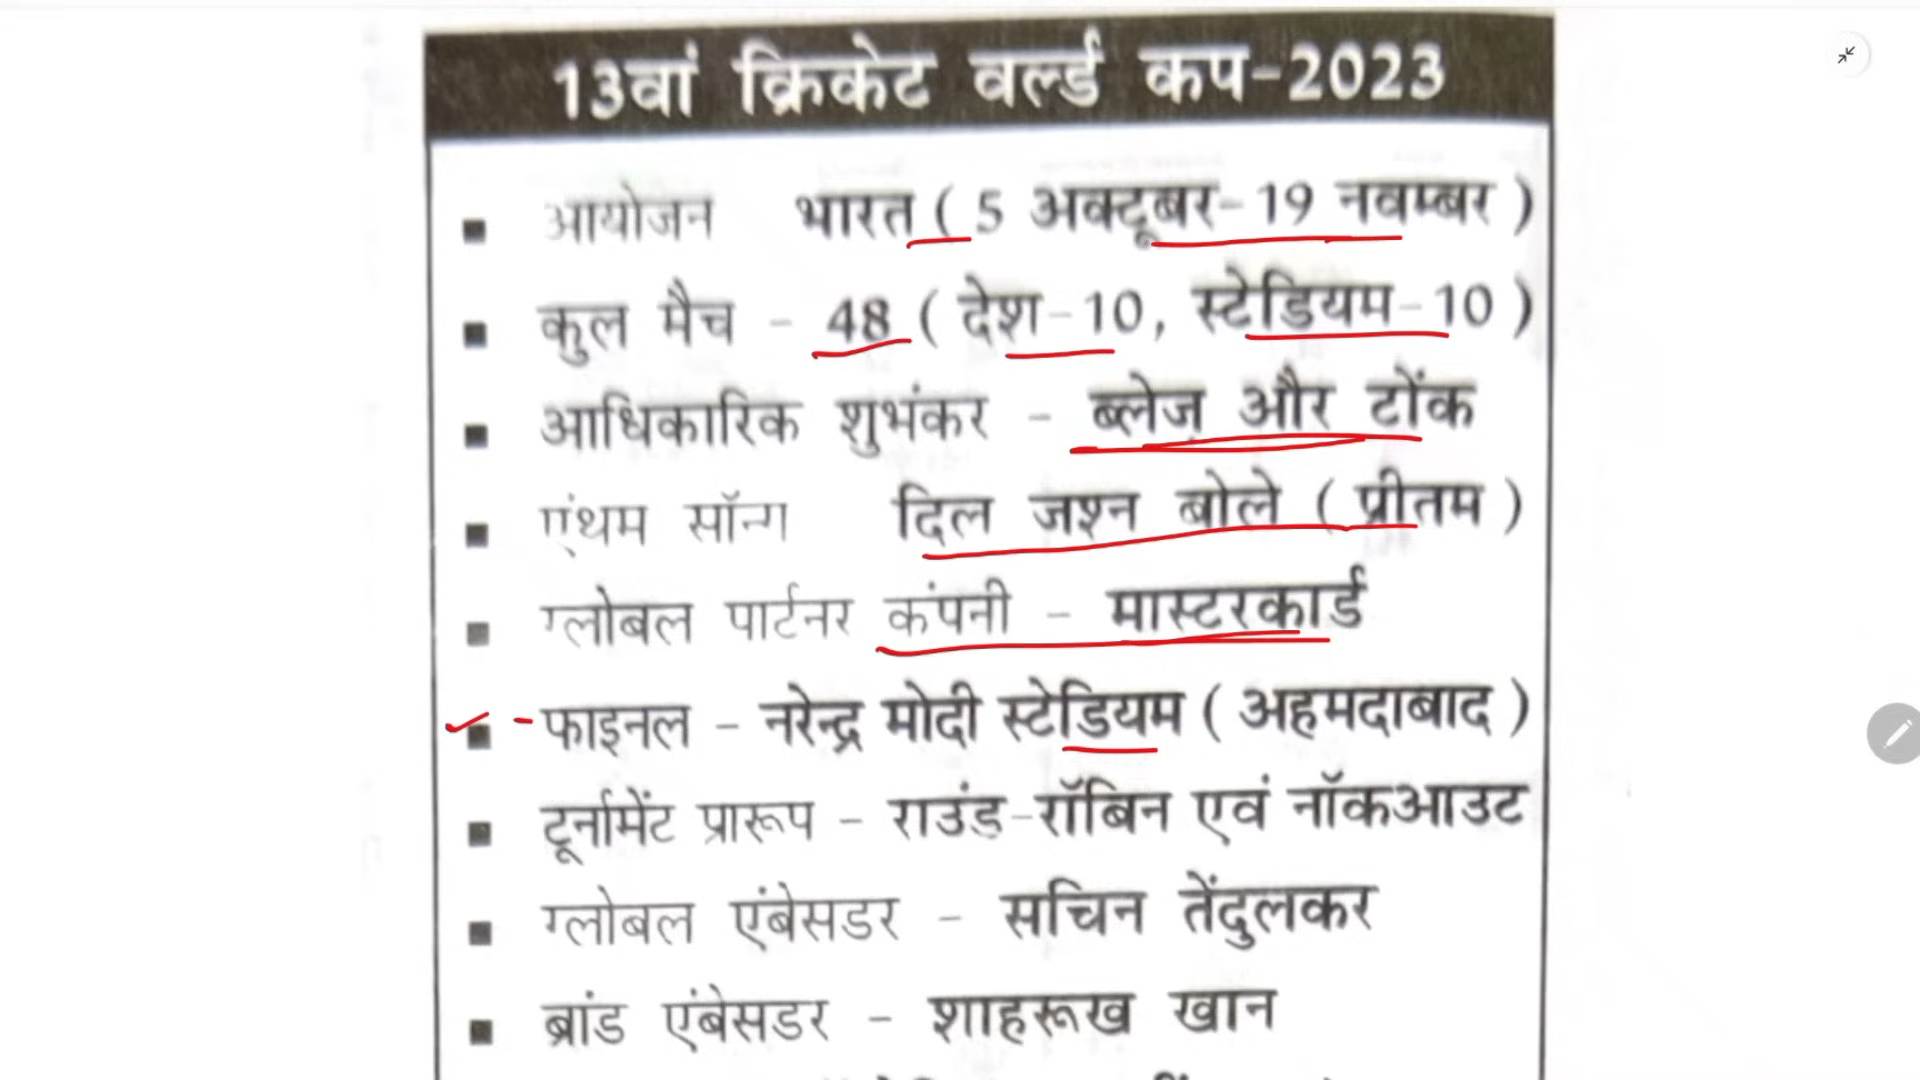 13वां क्रिकेट वर्ल्ड कप-2023
▪ आयोजन भारत ( 5 अक्टूबर-19 नवम्बर )
▪ कुल मैच - 48 ( देश-10, स्टेडियम-10 )
▪ आधिकारिक शुभंकर - ब्लेज़ और टोंक
▪ एंथम सॉन्ग दिल जश्न बोले ( प्रीतम )
▪ ग्लोबल पार्टनर कंपनी - मास्टरकार्ड
▪ फाइनल - नरेन्द्र मोदी स्टेडियम ( अहमदाबाद )
▪ टूर्नामेंट प्रारूप - राउंड-रॉबिन एवं नॉकआउट
▪ ग्लोबल एंबेसडर - सचिन तेंदुलकर
▪ ब्रांड एंबेसडर - शाहरूख खान